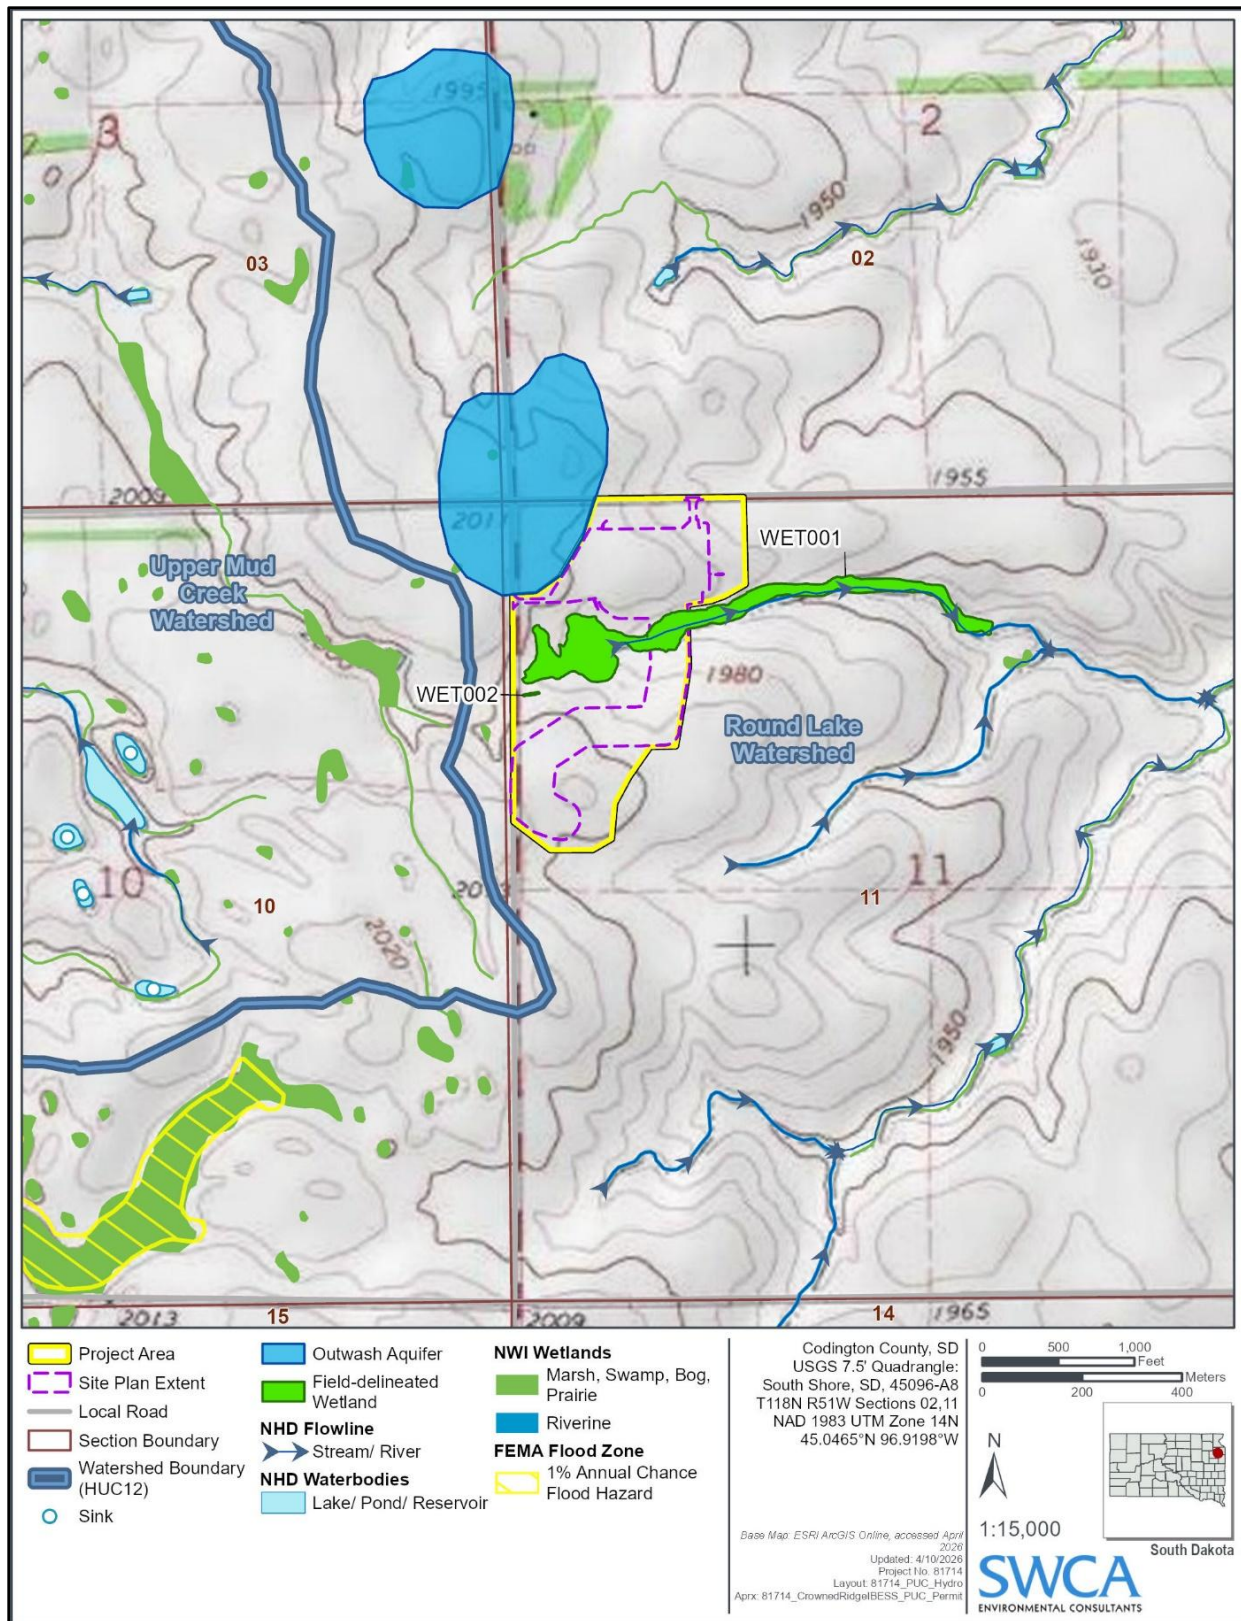 1995
3
2
1950
03
02
1930
2009
1955
2011
WET001
Upper Mud
Creek
Watershed
WET002
1980
Round Lake
Watershed
10
10
11
11
2020
1950
2013
15
2009
14
1965
Project Area
Site Plan Extent
Local Road
Section Boundary
Watershed Boundary
(HUC12)
Sink
Outwash Aquifer
Field-delineated
Wetland
NHD Flowline
Stream/ River
NHD Waterbodies
Lake/ Pond/ Reservoir
NWI Wetlands
Marsh, Swamp, Bog,
Prairie
Riverine
FEMA Flood Zone
1% Annual Chance
Flood Hazard
Codington County, SD
USGS 7.5' Quadrangle:
South Shore, SD, 45096-A8
T118N R51W Sections 02,11
NAD 1983 UTM Zone 14N
45.0465°N 96.9198°W
Base Map: ESRI ArcGIS Online, accessed April
2026
Updated: 4/10/2026
Project No. 81714
Layout: 81714_PUC_Hydro
Aprx: 81714_CrownedRidgeIBESS_PUC_Permit
0 500 1,000
Feet
Meters
0 200 400
N
1:15,000
South Dakota
SWCA
ENVIRONMENTAL CONSULTANTS